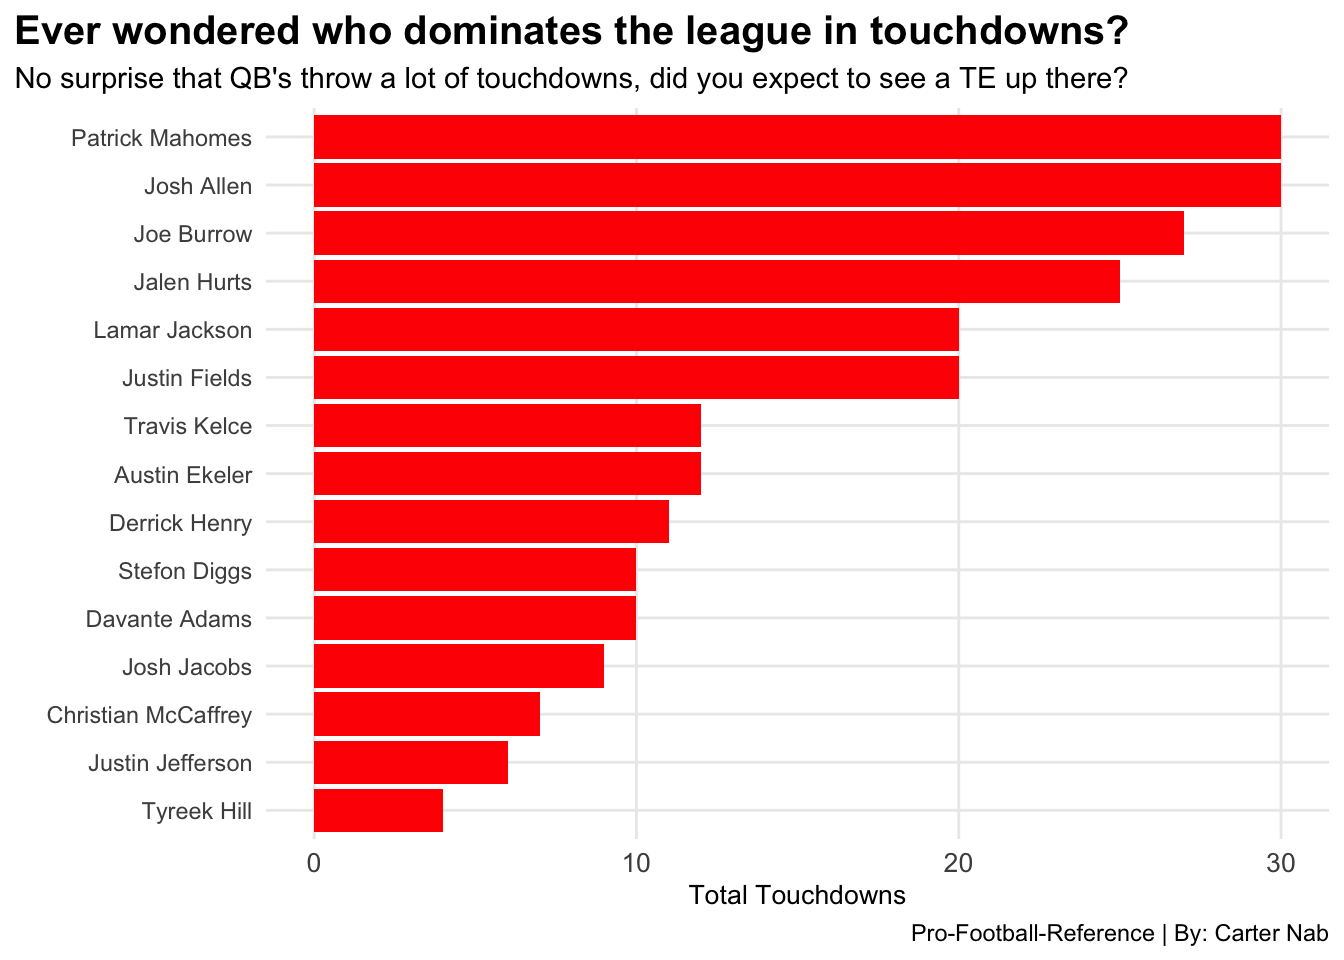 Ever wondered who dominates the league in touchdowns?
No surprise that QB's throw a lot of touchdowns, did you expect to see a TE up there?
Patrick Mahomes
Josh Allen
Joe Burrow
Jalen Hurts
Lamar Jackson
Justin Fields
Travis Kelce
Austin Ekeler
Derrick Henry
Stefon Diggs
Davante Adams
Josh Jacobs
Christian McCaffrey
Justin Jefferson
Tyreek Hill
0 10 20 30
Total Touchdowns
Pro-Football-Reference | By: Carter Nab